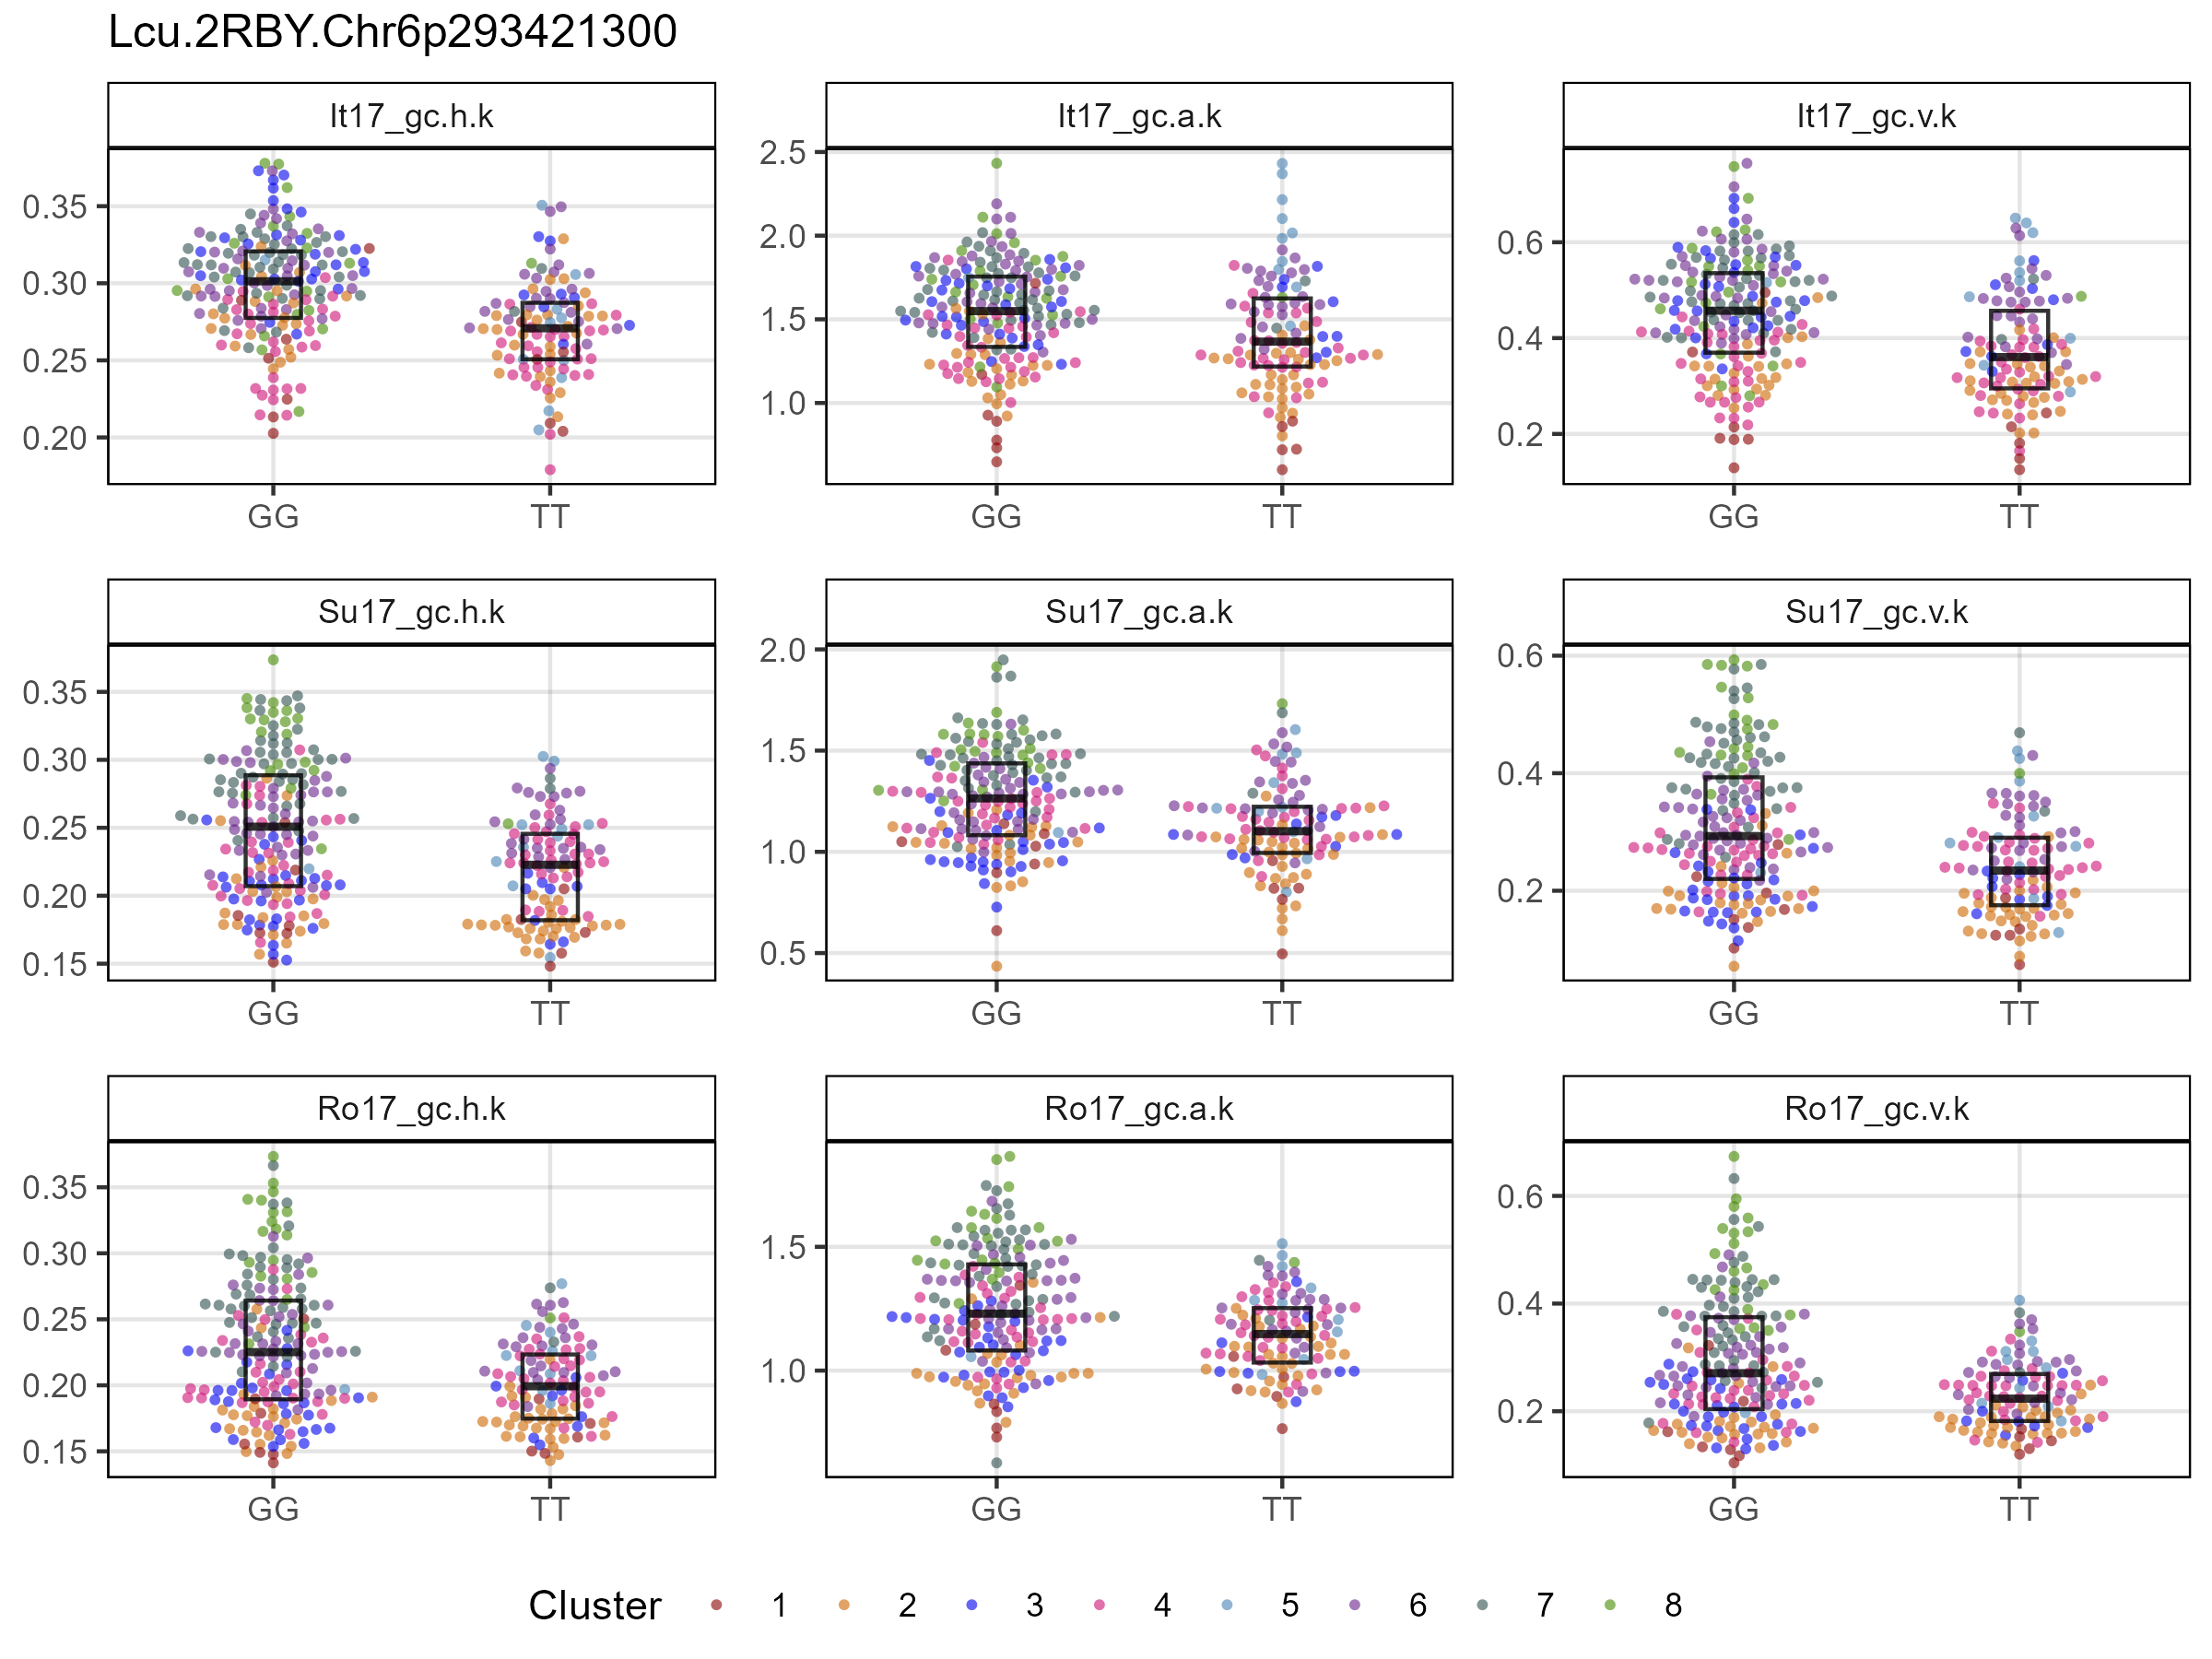 Lcu.2RBY.Chr6p293421300
It17_gc.h.k
It17_gc.a.k
It17_gc.v.k
0.35
0.30
0.25
0.20
2.5
2.0
1.5
1.0
0.6
0.4
0.2
GG TT
GG TT
GG TT
Su17_gc.h.k
Su17_gc.a.k
Su17_gc.v.k
0.35
0.30
0.25
0.20
0.15
2.0
1.5
1.0
0.5
0.6
0.4
0.2
GG TT
GG TT
GG TT
Ro17_gc.h.k
Ro17_gc.a.k
Ro17_gc.v.k
0.35
0.30
0.25
0.20
0.15
1.5
1.0
0.6
0.4
0.2
GG TT
GG TT
GG TT
Cluster 1 2 3 4 5 6 7 8